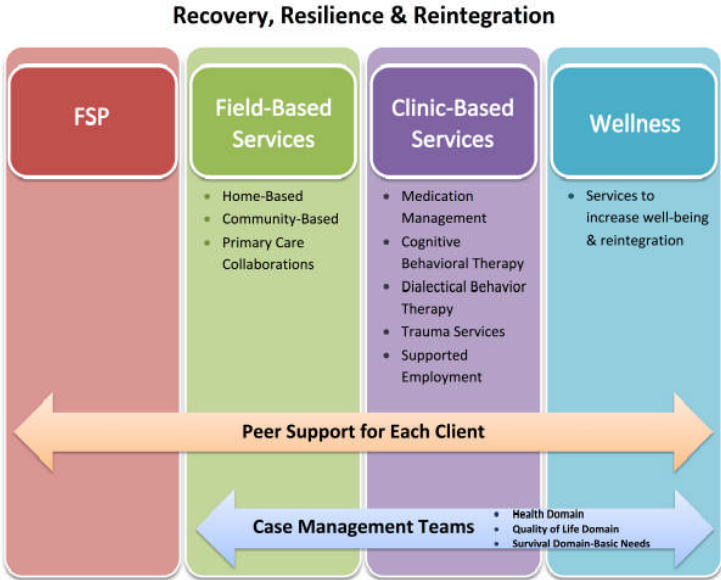 Recovery, Resilience & Reintegration
FSP
Field-Based
Services
• Home-Based
• Community-Based
• Primary Care
Collaborations
Clinic-Based
Services
• Medication
Management
• Cognitive
Behavioral Therapy
• Dialectical Behavior
Therapy
• Trauma Services
• Supported
Employment
Wellness
• Services to
increase well-being
& reintegration
Peer Support for Each Client
Case Management Teams
• Health Domain
• Quality of Life Domain
• Survival Domain-Basic Needs